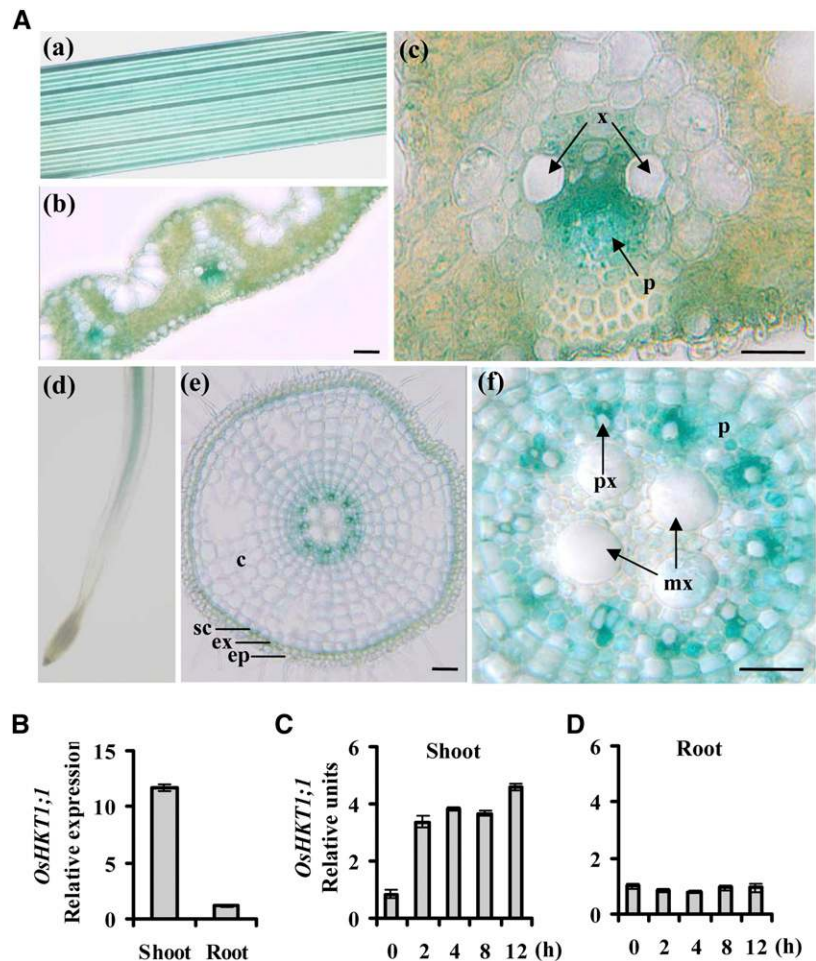 A
(a)
(b)
(c)
x
p
(d)
(e)
c
sc
ex
ep
(f)
p
px
mx
B
OsHKT1;1
Relative expression
15
10
5
0
Shoot Root
C
Shoot
OsHKT1;1
Relative units
6
4
2
0
0 2 4 8 12 (h)
D
Root
6
4
2
0
0 2 4 8 12 (h)